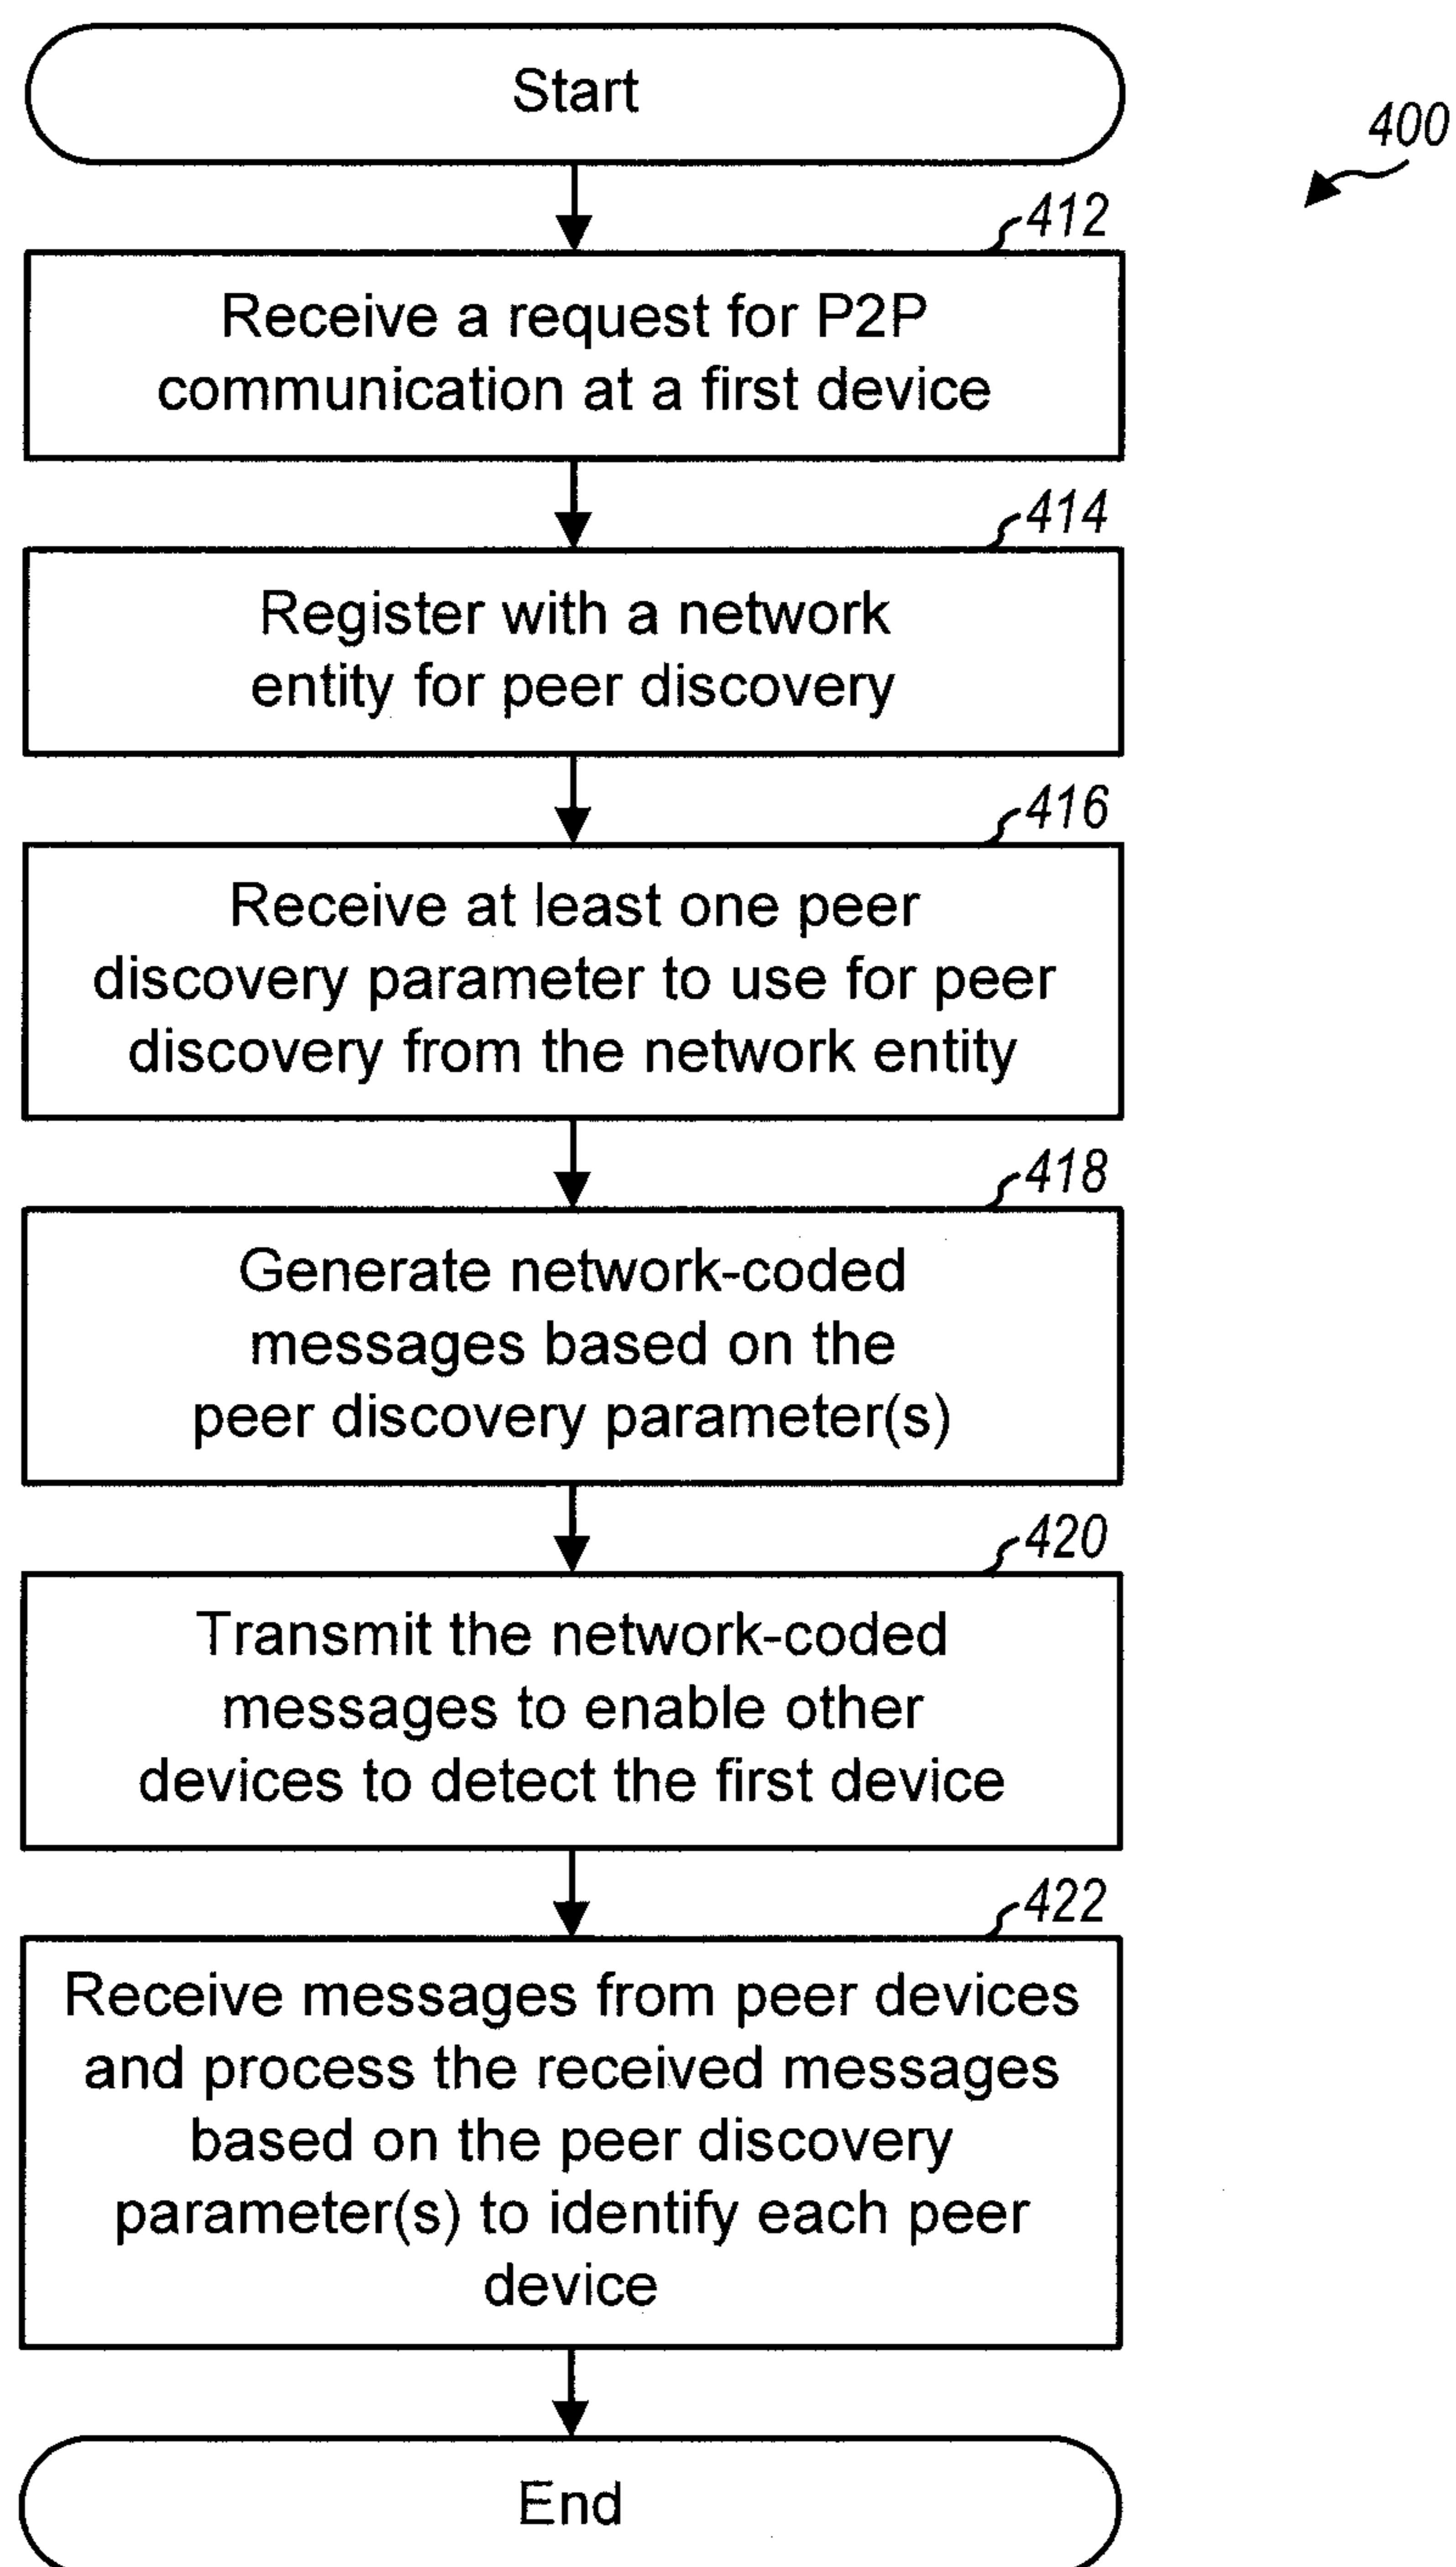 Start
400
412
Receive a request for P2P
communication at a first device
414
Register with a network
entity for peer discovery
416
Receive at least one peer
discovery parameter to use for peer
discovery from the network entity
418
Generate network-coded
messages based on the
peer discovery parameter(s)
420
Transmit the network-coded
messages to enable other
devices to detect the first device
422
Receive messages from peer devices
and process the received messages
based on the peer discovery
parameter(s) to identify each peer
device
End